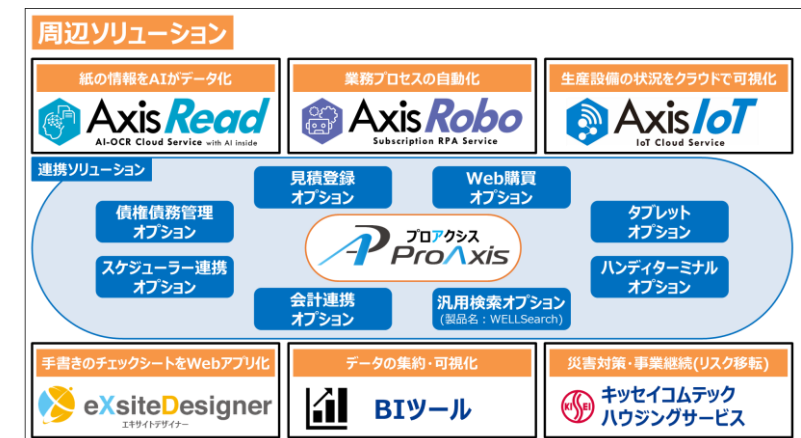 周辺ソリューション
紙の情報をAIがデータ化
Axis Read
AI-OCR Cloud Service with AI inside
業務プロセスの自動化
Axis Robo
Subscription RPA Service
生産設備の状況をクラウドで可視化
Axis IoT
IoT Cloud Service
連携ソリューション
見積登録
オプション
Web購買
オプション
債権債務管理
オプション
タブレット
オプション
プロアクシス
ProAxis
スケジューラー連携
オプション
ハンディターミナル
オプション
会計連携
オプション
汎用検索オプション
(製品名:WELLSearch)
手書きのチェックシートをWebアプリ化
eXsiteDesigner
エキサイトデザイナー
データの集約・可視化
BIツール
災害対策・事業継続(リスク移転)
KISSEI
キッセイコムテック
ハウジングサービス